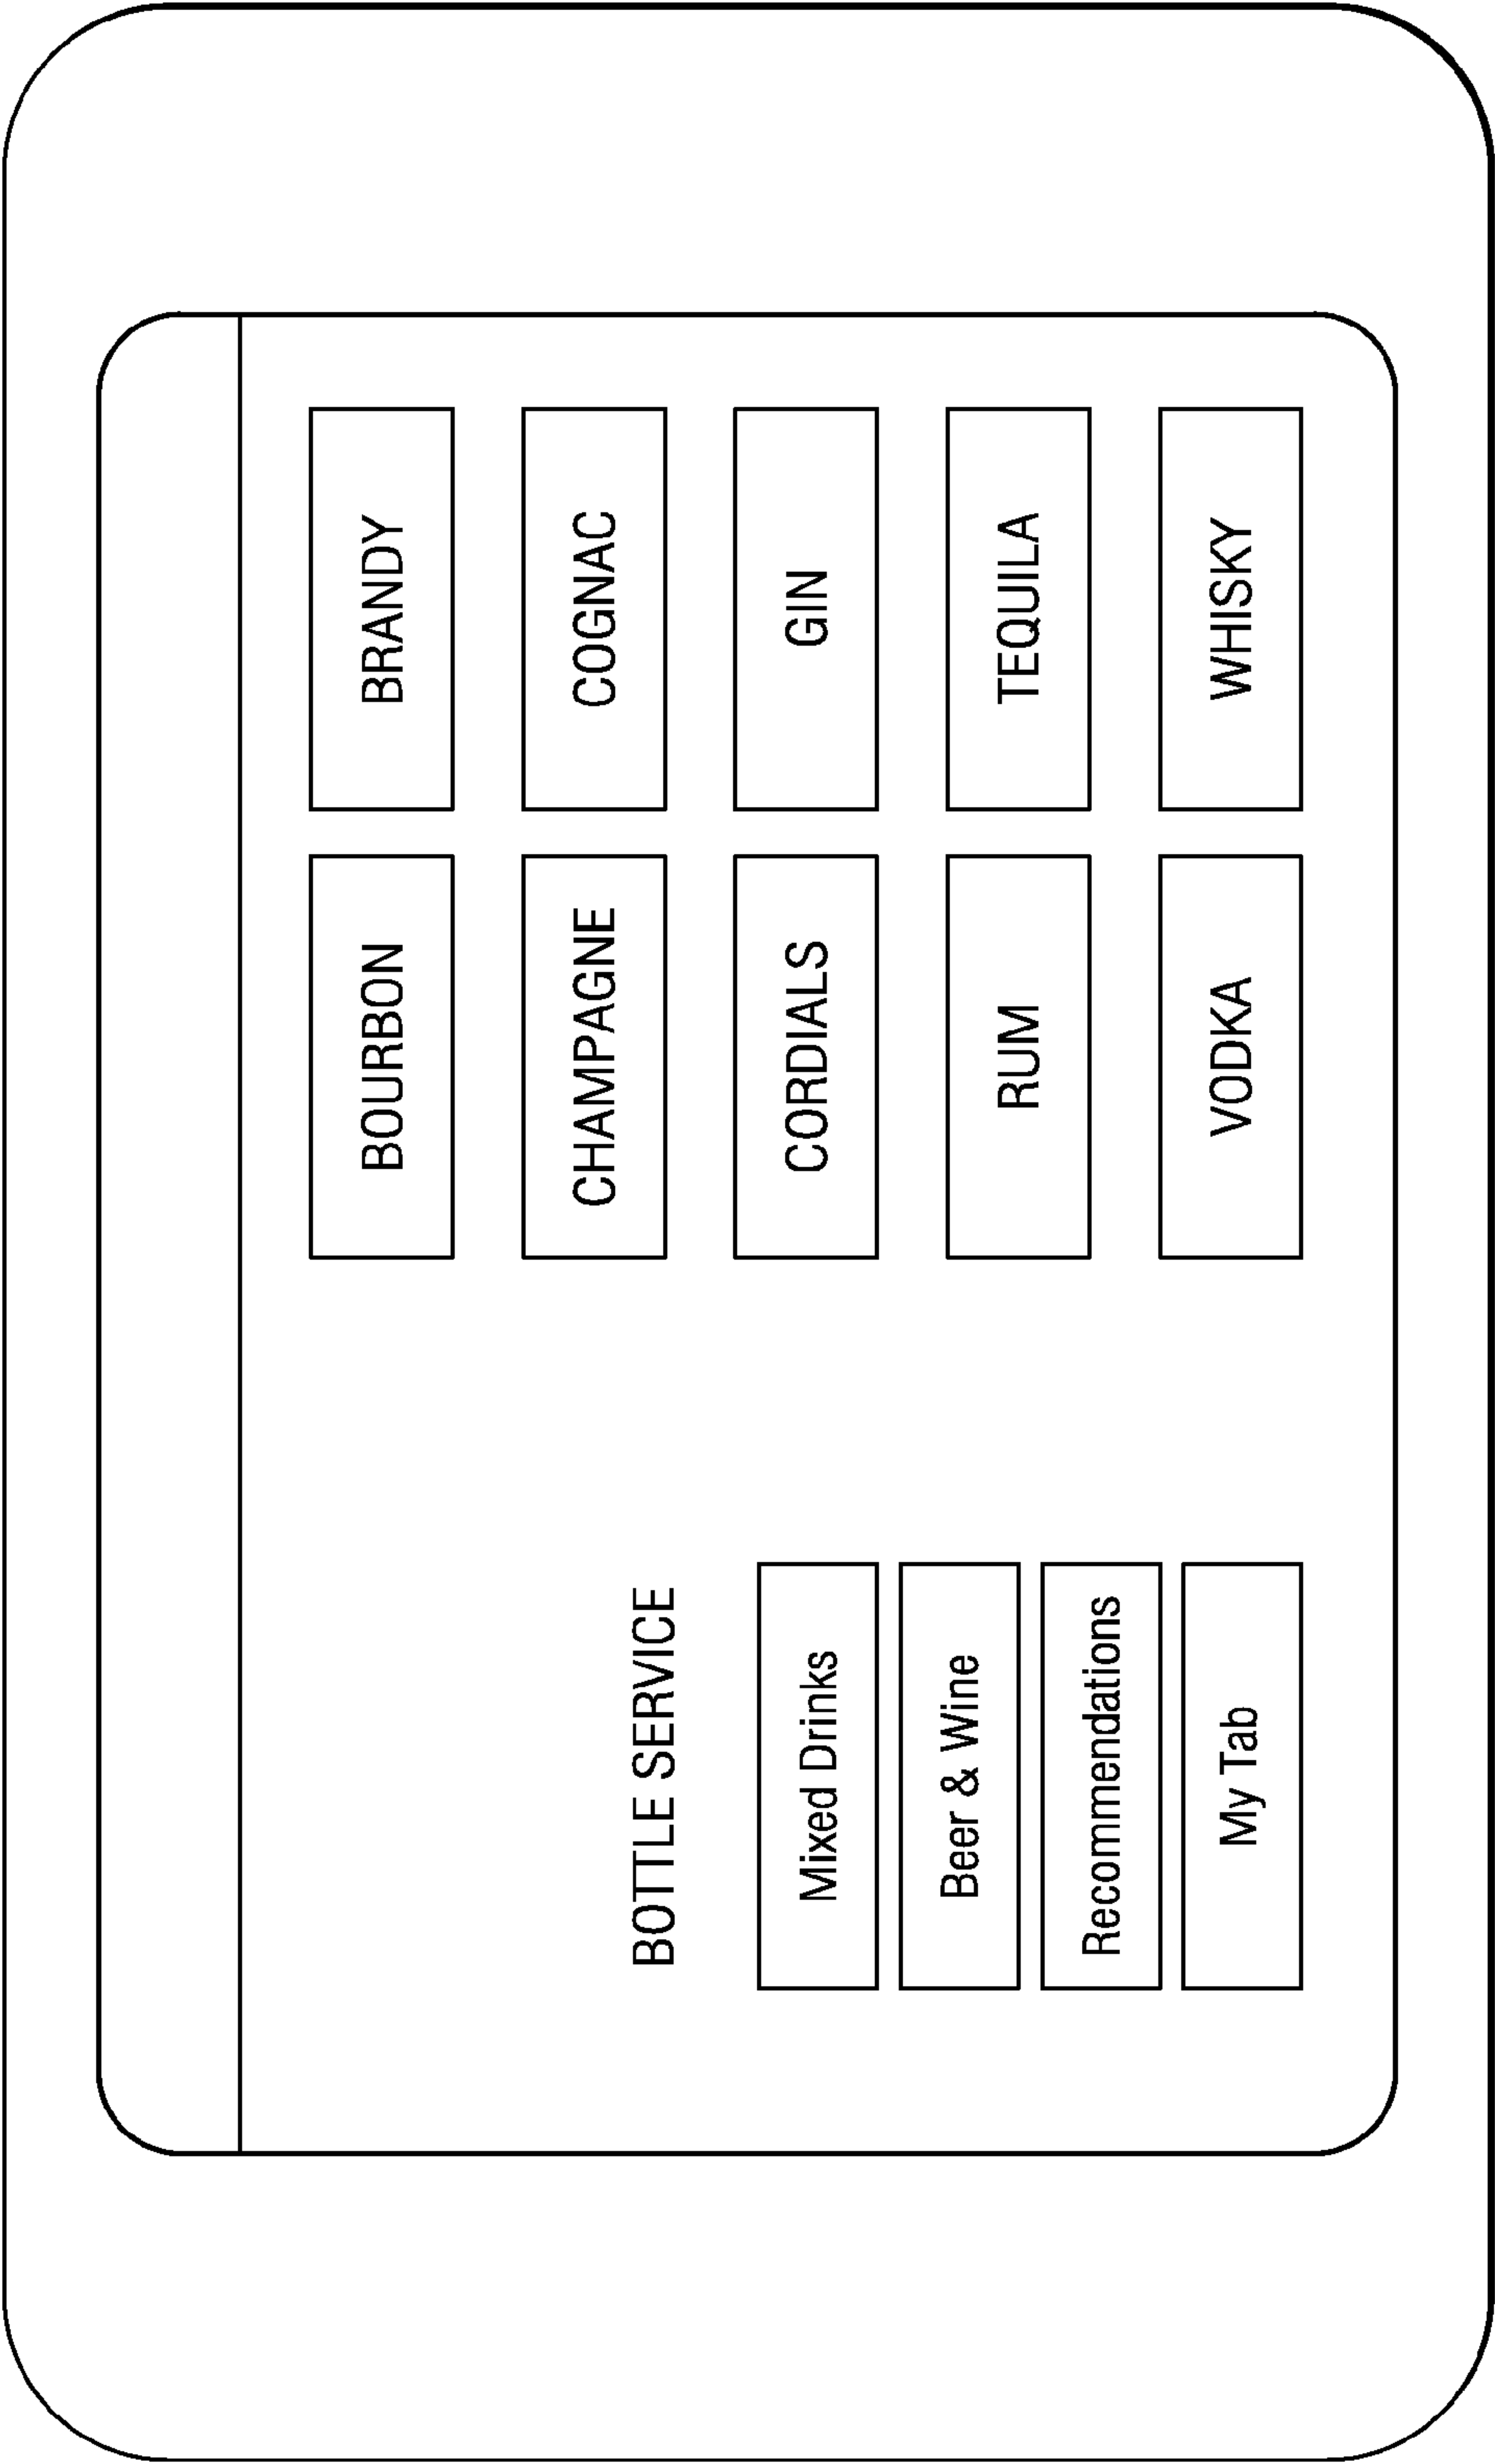 BOTTLE SERVICE
Mixed Drinks
Beer & Wine
Recommendations
My Tab
BOURBON
BRANDY
CHAMPAGNE
COGNAC
CORDIALS
GIN
RUM
TEQUILA
VODKA
WHISKY